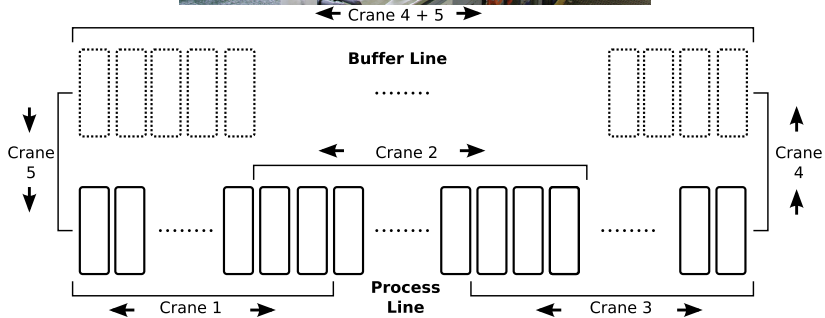 Crane 4 + 5
Buffer Line
Crane
5
Crane
4
Crane 2
Process
Line
Crane 1
Crane 3